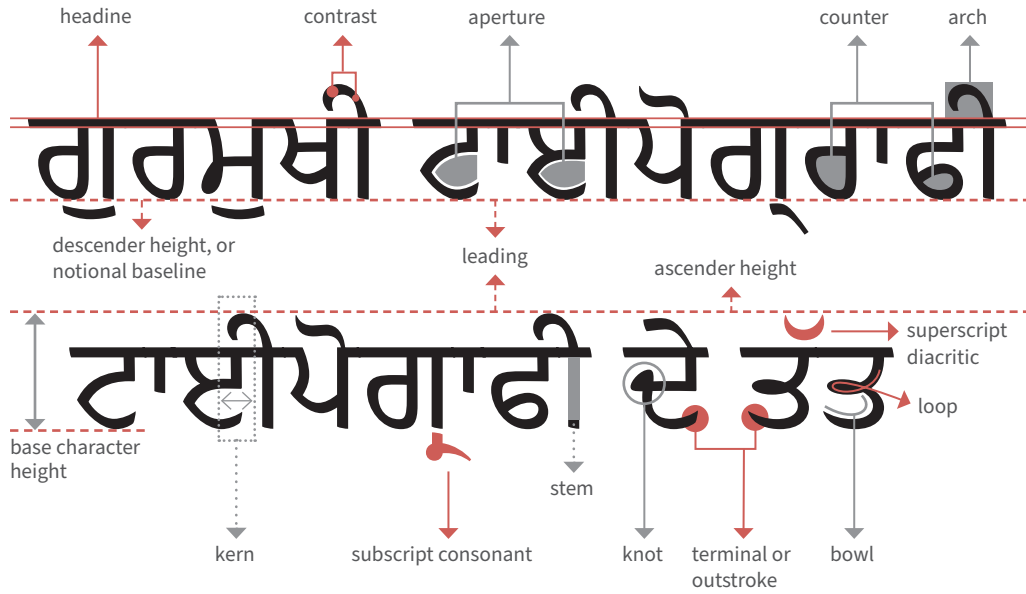 headine contrast aperture counter arch
ਗੁਰਮੁਖੀ ਟਾਈਪੋਗ੍‌ਰਾਫੀ
descender height, or
notional baseline
leading
ascender height
ਟਾਈਪੋਗ੍ਰਾਫੀ ਦੇ ਤੱਤ
superscript
diacritic
loop
base character
height
stem
kern subscript consonant knot terminal or bowl
outstroke